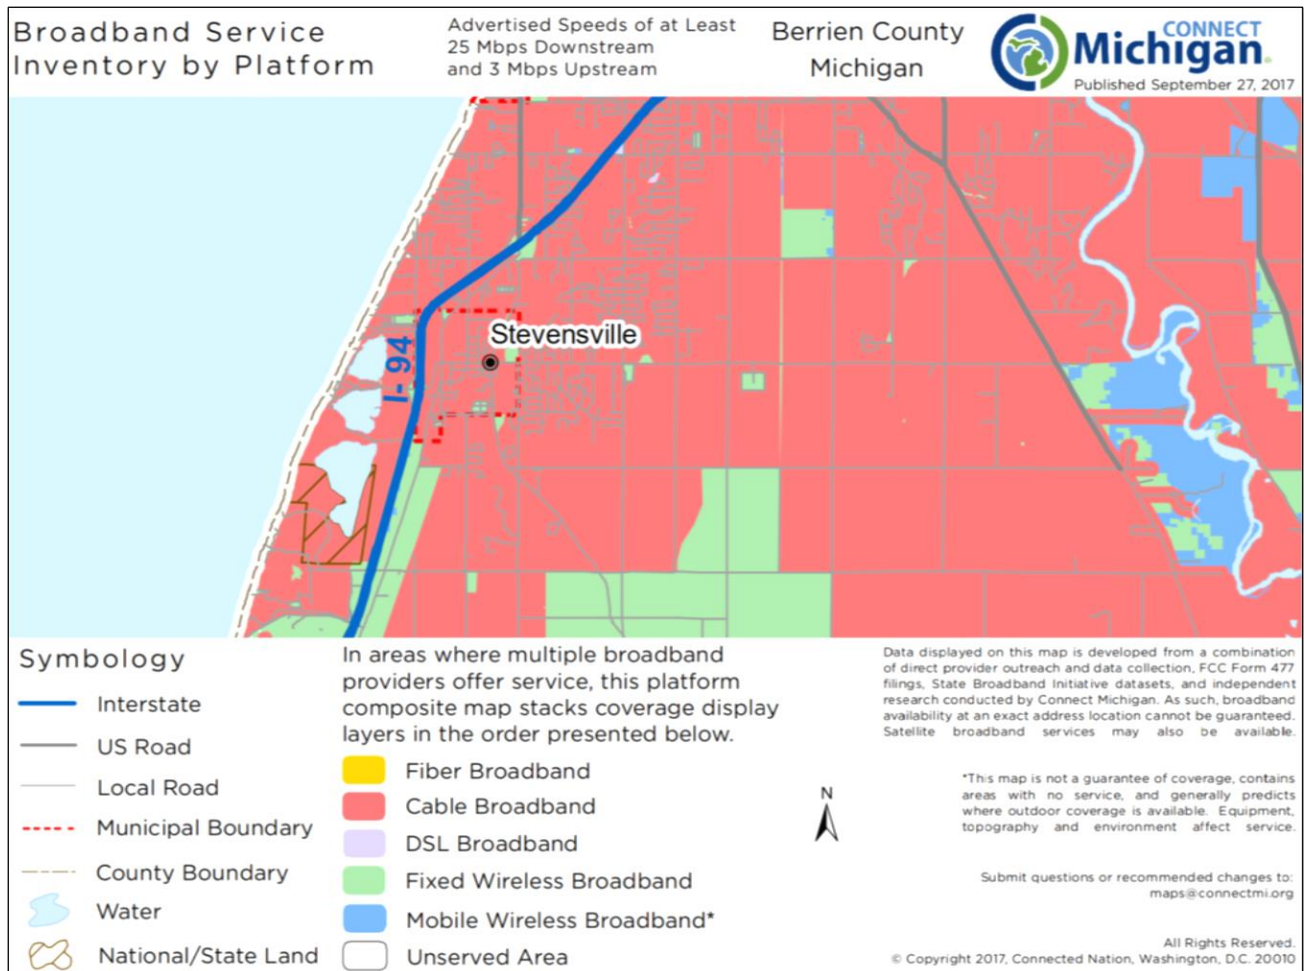 Broadband Service
Inventory by Platform
Advertised Speeds of at Least
25 Mbps Downstream
and 3 Mbps Upstream
Berrien County
Michigan
CONNECT
Michigan.
Published September 27, 2017
Stevensville
I- 94
Symbology
Interstate
US Road
Local Road
Municipal Boundary
County Boundary
Water
National/State Land
In areas where multiple broadband
providers offer service, this platform
composite map stacks coverage display
layers in the order presented below.
Fiber Broadband
Cable Broadband
DSL Broadband
Fixed Wireless Broadband
Mobile Wireless Broadband*
Unserved Area
N
Data displayed on this map is developed from a combination
of direct provider outreach and data collection, FCC Form 477
filings, State Broadband Initiative datasets, and independent
research conducted by Connect Michigan. As such, broadband
availability at an exact address location cannot be guaranteed.
Satellite broadband services may also be available.
*This map is not a guarantee of coverage, contains
areas with no service, and generally predicts
where outdoor coverage is available. Equipment,
topography and environment affect service.
Submit questions or recommended changes to:
maps@connectmi.org
All Rights Reserved.
© Copyright 2017, Connected Nation, Washington, D.C. 20010